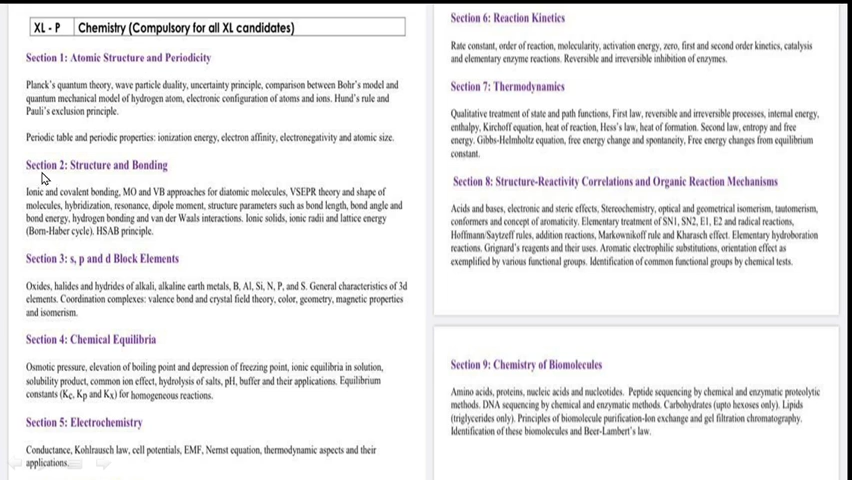 XL - P Chemistry (Compulsory for all XL candidates)
Section 1: Atomic Structure and Periodicity
Planck's quantum theory, wave particle duality, uncertainty principle, comparison between Bohr's model and
quantum mechanical model of hydrogen atom, electronic configuration of atoms and ions. Hund's rule and
Pauli's exclusion principle.
Periodic table and periodic properties: ionization energy, electron affinity, electronegativity and atomic size.
Section 2: Structure and Bonding
Ionic and covalent bonding, MO and VB approaches for diatomic molecules, VSEPR theory and shape of
molecules, hybridization, resonance, dipole moment, structure parameters such as bond length, bond angle and
bond energy, hydrogen bonding and van der Waals interactions. Ionic solids, ionic radii and lattice energy
(Born-Haber cycle). HSAB principle.
Section 3: s, p and d Block Elements
Oxides, halides and hydrides of alkali, alkaline earth metals, B, Al, Si, N, P, and S. General characteristics of 3d
elements. Coordination complexes: valence bond and crystal field theory, color, geometry, magnetic properties
and isomerism.
Section 4: Chemical Equilibria
Osmotic pressure, elevation of boiling point and depression of freezing point, ionic equilibria in solution,
solubility product, common ion effect, hydrolysis of salts, pH, buffer and their applications. Equilibrium
constants (Kc, Kp and Kx) for homogeneous reactions.
Section 5: Electrochemistry
Conductance, Kohlrausch law, cell potentials, EMF, Nernst equation, thermodynamic aspects and their
applications.
Section 6: Reaction Kinetics
Rate constant, order of reaction, molecularity, activation energy, zero, first and second order kinetics, catalysis
and elementary enzyme reactions. Reversible and irreversible inhibition of enzymes.
Section 7: Thermodynamics
Qualitative treatment of state and path functions, First law, reversible and irreversible processes, internal energy,
enthalpy, Kirchoff equation, heat of reaction, Hess's law, heat of formation. Second law, entropy and free
energy. Gibbs-Helmholtz equation, free energy change and spontaneity, Free energy changes from equilibrium
constant.
Section 8: Structure-Reactivity Correlations and Organic Reaction Mechanisms
Acids and bases, electronic and steric effects, Stereochemistry, optical and geometrical isomerism, tautomerism,
conformers and concept of aromaticity. Elementary treatment of SN1, SN2, E1, E2 and radical reactions,
Hoffmann/Saytzeff rules, addition reactions, Markownikoff rule and Kharasch effect. Elementary hydroboration
reactions. Grignard's reagents and their uses. Aromatic electrophilic substitutions, orientation effect as
exemplified by various functional groups. Identification of common functional groups by chemical tests.
Section 9: Chemistry of Biomolecules
Amino acids, proteins, nucleic acids and nucleotides. Peptide sequencing by chemical and enzymatic proteolytic
methods. DNA sequencing by chemical and enzymatic methods. Carbohydrates (upto hexoses only). Lipids
(triglycerides only). Principles of biomolecule purification-Ion exchange and gel filtration chromatography.
Identification of these biomolecules and Beer-Lambert's law.